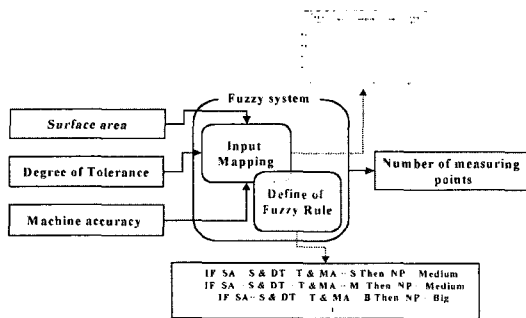 Fuzzy system
Surface area
Input
Mapping
Degree of Tolerance
Number of measuring
points
Define of
Fuzzy Rule
Machine accuracy
IF SA S & DT T & MA S Then NP Medium
IF SA S & DT T & MA M Then NP Medium
IF SA S & DT T & MA B Then NP Big